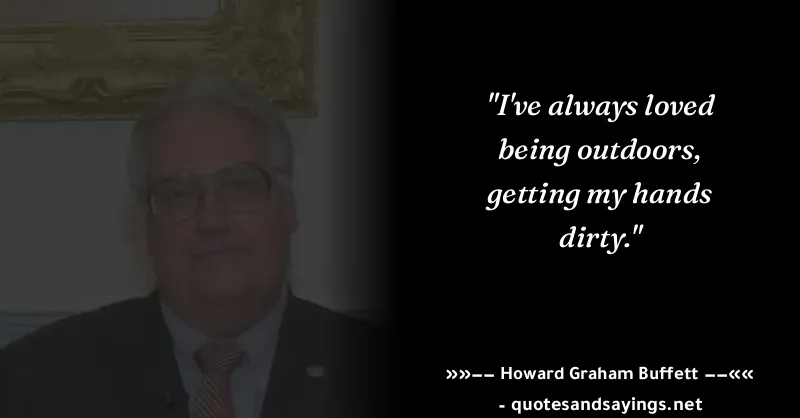 "I've always loved
being outdoors,
getting my hands
dirty."
»»−− Howard Graham Buffett −−««
- quotesandsayings.net